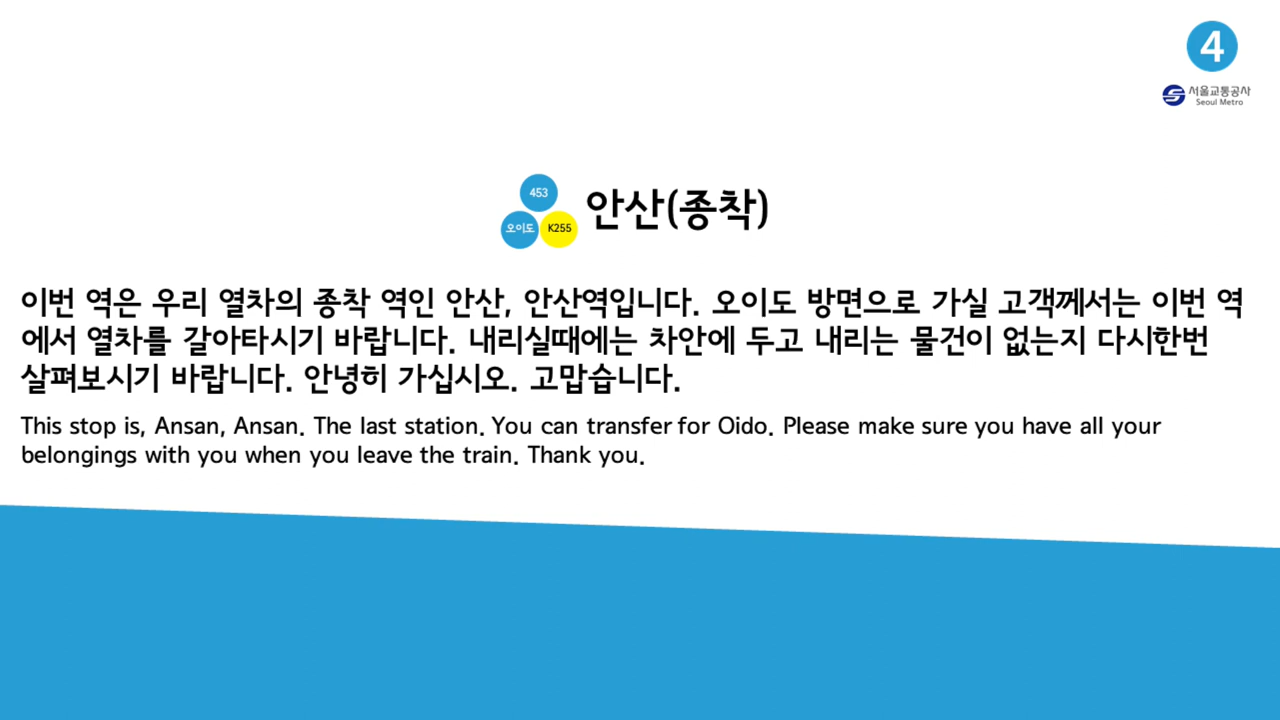 4
서울교통공사
Seoul Metro
453
오이도 K255
안산(종착)
이번 역은 우리 열차의 종착 역인 안산, 안산역입니다. 오이도 방면으로 가실 고객께서는 이번 역
에서 열차를 갈아타시기 바랍니다. 내리실때에는 차안에 두고 내리는 물건이 없는지 다시한번
살펴보시기 바랍니다. 안녕히 가십시오. 고맙습니다.
This stop is, Ansan, Ansan. The last station. You can transfer for Oido. Please make sure you have all your
belongings with you when you leave the train. Thank you.